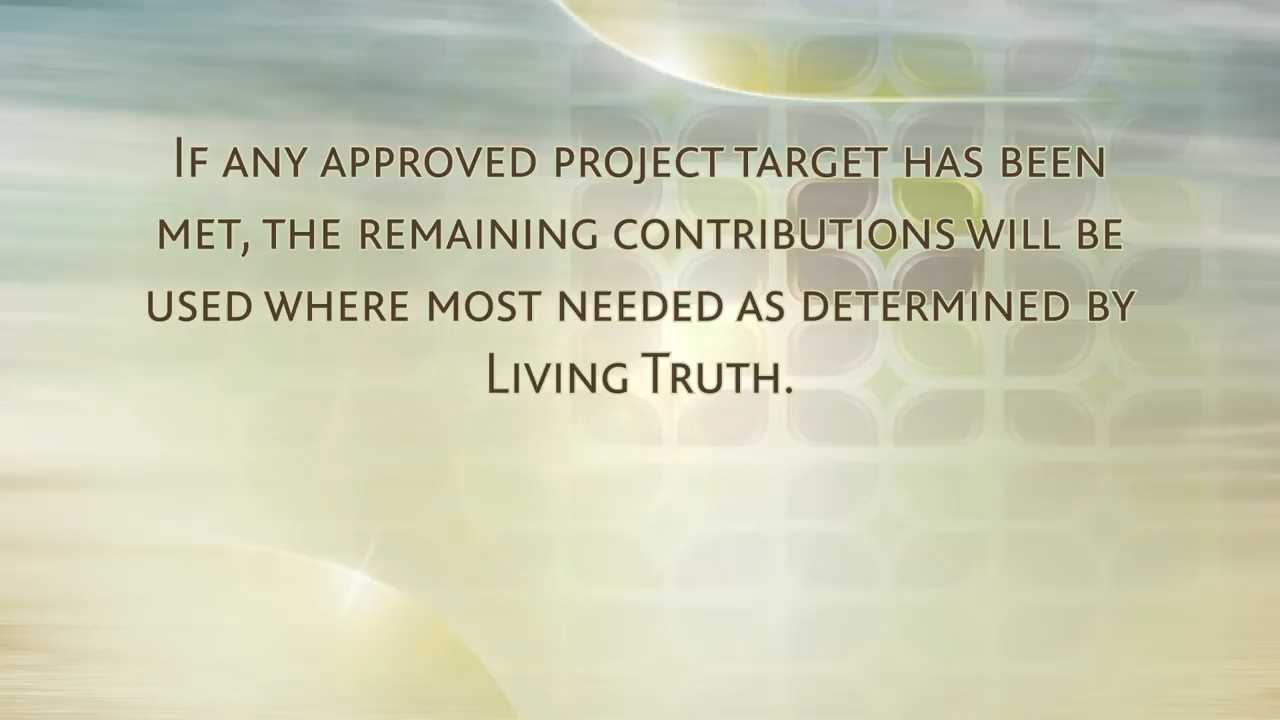 If any approved project target has been
met, the remaining contributions will be
used where most needed as determined by
Living Truth.